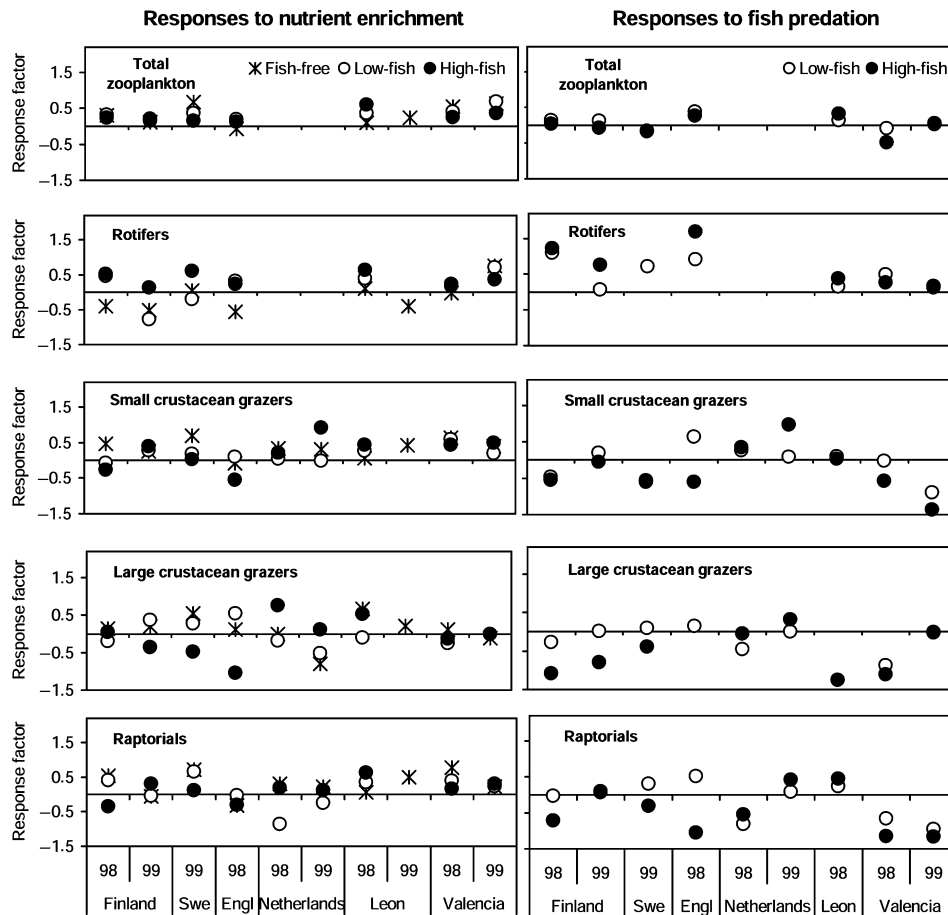 Responses to nutrient enrichment Responses to fish predation
Total zooplankton Fish-free Low-fish High-fish
Total zooplankton Low-fish High-fish
Response factor
1.5
0.5
−0.5
−1.5
Rotifers Rotifers
Response factor
1.5
0.5
−0.5
−1.5
Small crustacean grazers Small crustacean grazers
Response factor
1.5
0.5
−0.5
−1.5
Large crustacean grazers Large crustacean grazers
Response factor
1.5
0.5
−0.5
−1.5
Raptorials Raptorials
Response factor
1.5
0.5
−0.5
−1.5
98 99 99 98 98 99 98 99 98 99 98 99 99 98 98 99 98 98 99
Finland Swe Engl Netherlands Leon Valencia Finland Swe Engl Netherlands Leon Valencia